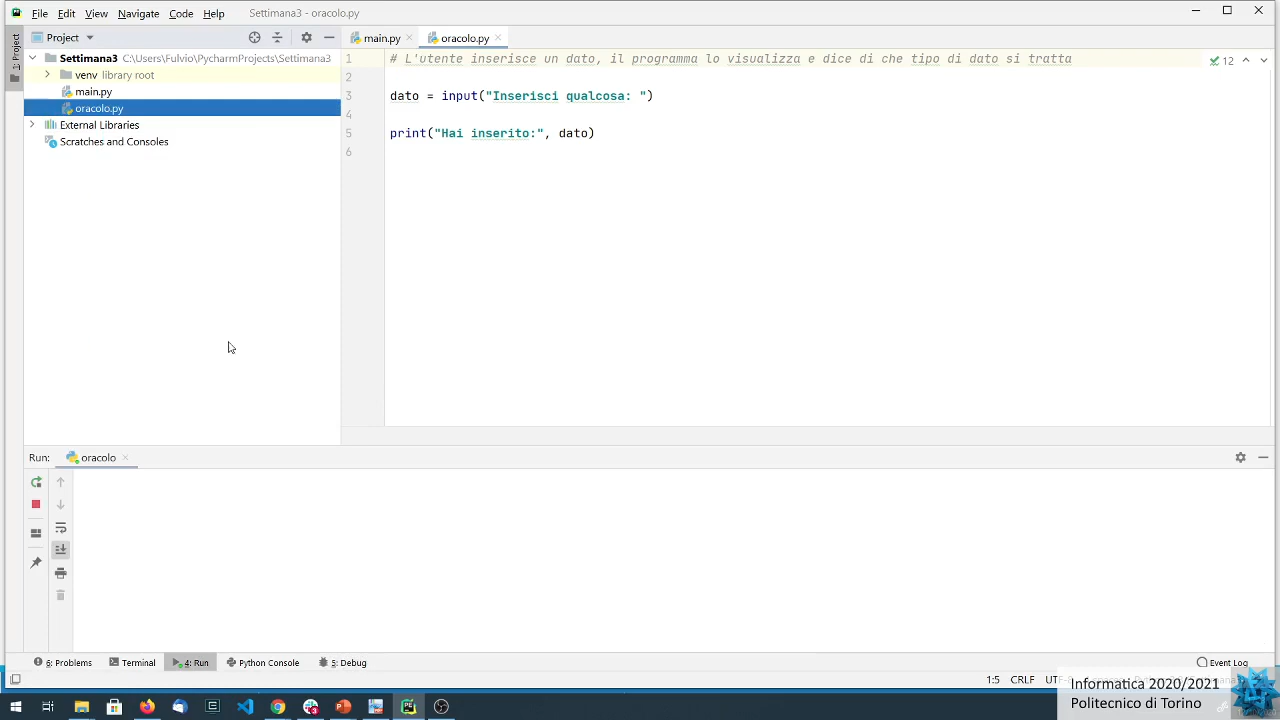 File Edit View Navigate Code Help Settimana3 - oracolo.py
Project
main.py
oracolo.py
Project
Settimana3 C:\Users\Fulvio\PycharmProjects\Settimana3
venv library root
main.py
oracolo.py
External Libraries
Scratches and Consoles
1 # L'utente inserisce un dato, il programma lo visualizza e dice di che tipo di dato si tratta
12
2
3 dato = input("Inserisci qualcosa: ")
4
5 print("Hai inserito:", dato)
6
Run: oracolo
6: Problems Terminal 4: Run Python Console 5: Debug Event Log
1:5 CRLF
Informatica 2020/2021
Politecnico di Torino